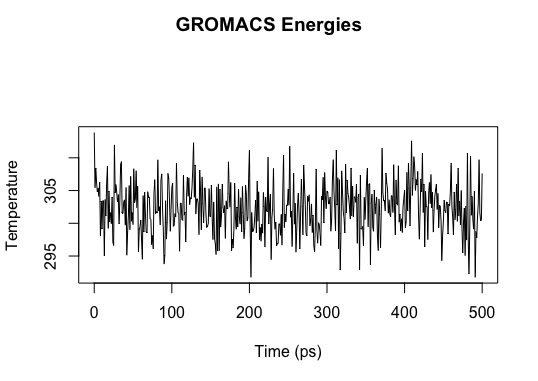 GROMACS Energies
Temperature
305
295
0 100 200 300 400 500
Time (ps)